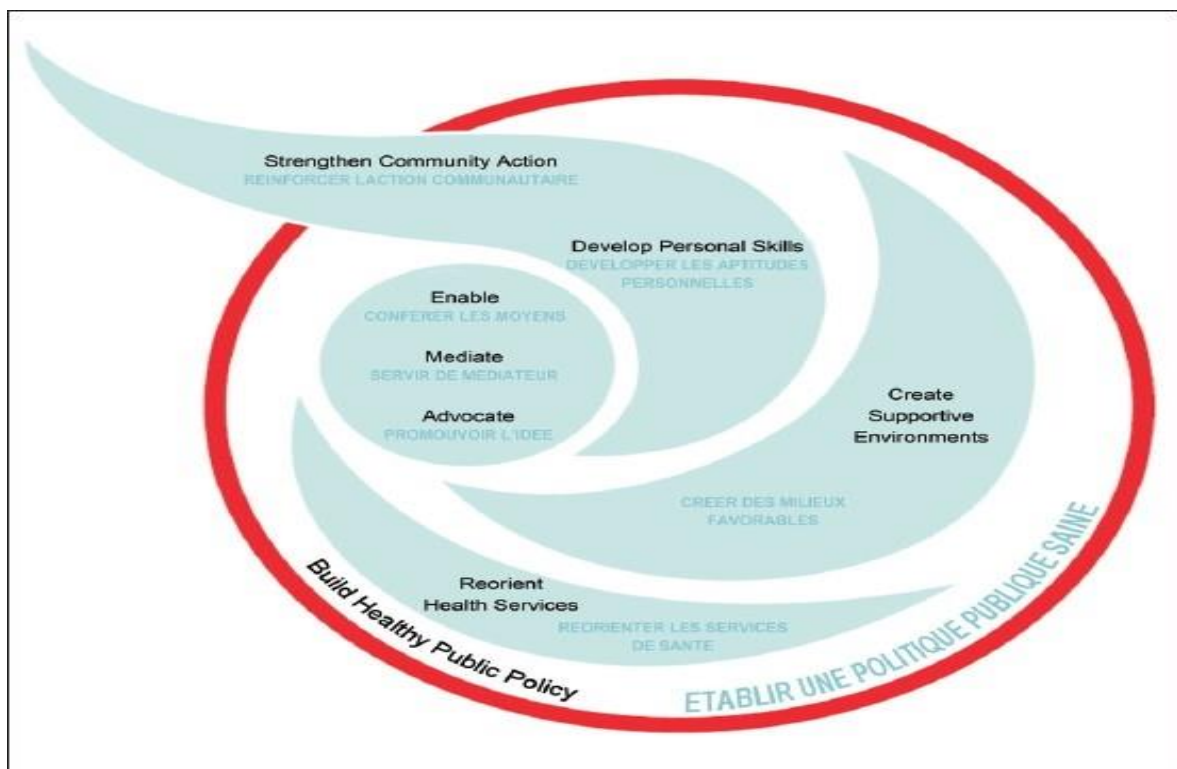 Strengthen Community Action
REINFORCER LACTION COMMUNAUTAIRE
Develop Personal Skills
DEVELOPPER LES APTITUDES
PERSONNELLES
Enable
CONFERER LES MOYENS
Mediate
SERVIR DE MEDIATEUR
Advocate
PROMOUVOIR L'IDEE
Create
Supportive
Environments
CREER DES MILIEUX
FAVORABLES
Reorient
Health Services
REORIENTER LES SERVICES
DE SANTE
Build Healthy Public Policy
ETABLIR UNE POLITIQUE PUBLIQUE SAINE